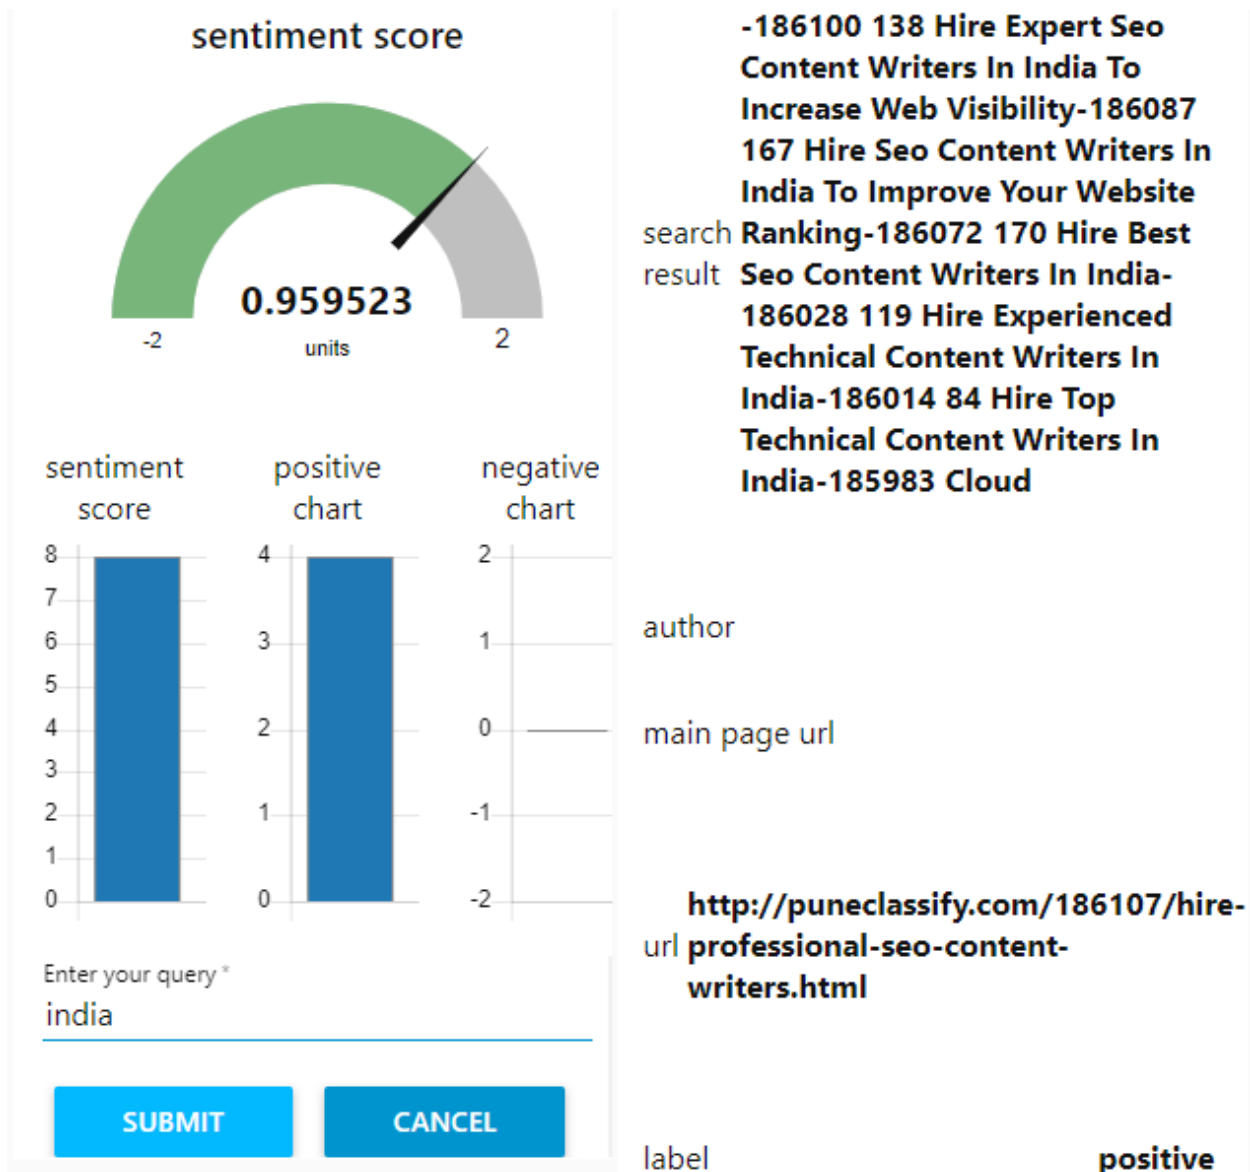 sentiment score
0.959523
-2
units
2
sentiment
score
positive
chart
negative
chart
8
7
6
5
4
3
2
1
0
4
3
2
1
0
2
1
0
-1
-2
Enter your query *
india
SUBMIT
CANCEL
-186100 138 Hire Expert Seo
Content Writers In India To
Increase Web Visibility-186087
167 Hire Seo Content Writers In
India To Improve Your Website
search Ranking-186072 170 Hire Best
result Seo Content Writers In India-
186028 119 Hire Experienced
Technical Content Writers In
India-186014 84 Hire Top
Technical Content Writers In
India-185983 Cloud
author
main page url
http://puneclassify.com/186107/hire-
url professional-seo-content-
writers.html
label positive